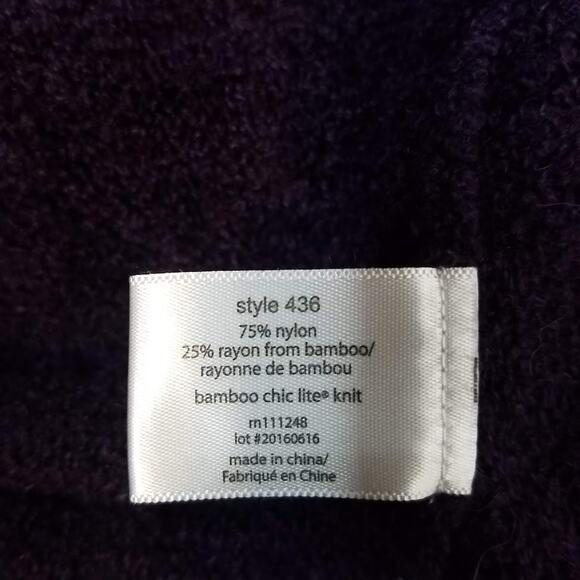 style 436
75% nylon
25% rayon from bamboo/
rayonne de bambou
bamboo chic lite® knit
rn111248
lot #20160616
made in china/
Fabriqué en Chine